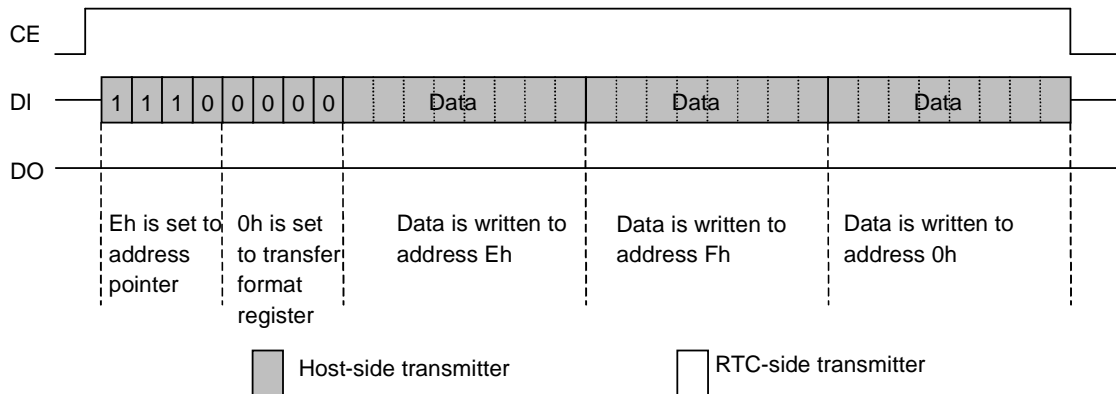 CE
DI 1 1 1 0 0 0 0 0 Data Data Data
DO
Eh is set to
address
pointer
0h is set
to transfer
format
register
Data is written to
address Eh
Data is written to
address Fh
Data is written to
address 0h
Host-side transmitter
RTC-side transmitter